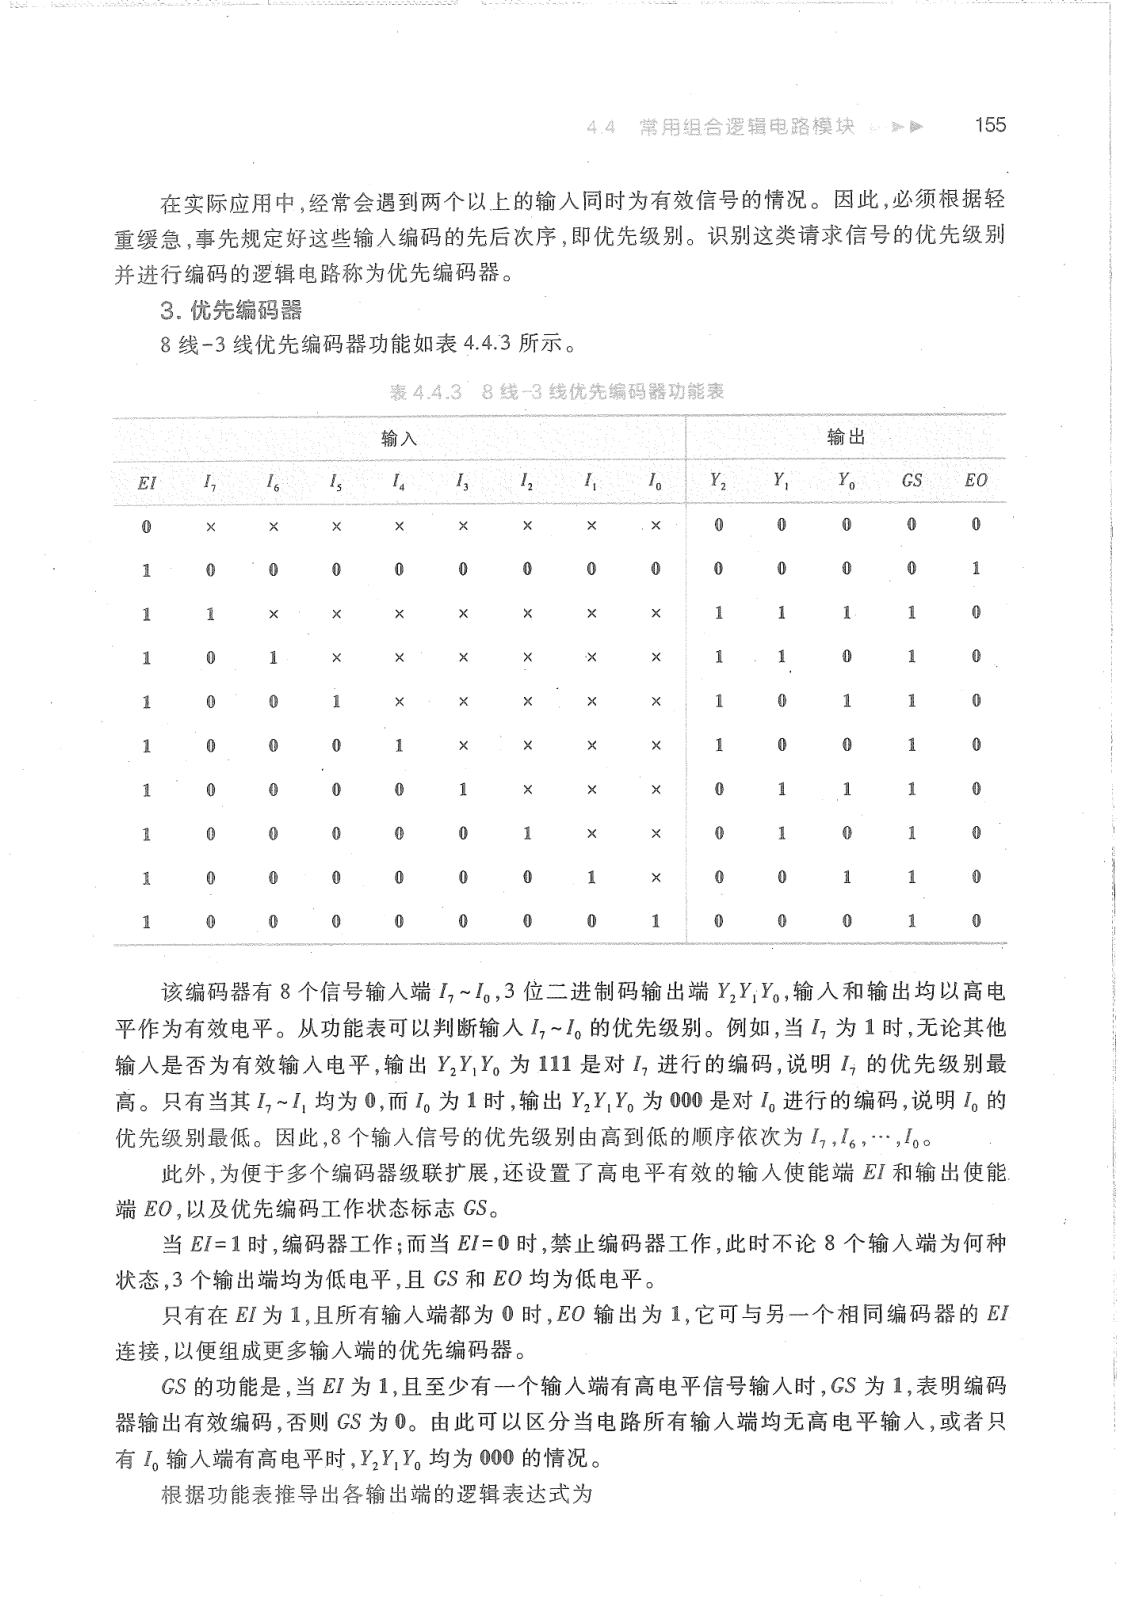 4.4 常用组合逻辑电路模块 ▶▶ 155
在实际应用中,经常会遇到两个以上的输入同时为有效信号的情况。因此,必须根据轻
重缓急,事先规定好这些输入编码的先后次序,即优先级别。识别这类请求信号的优先级别
并进行编码的逻辑电路称为优先编码器。
3. 优先编码器
8 线-3 线优先编码器功能如表 4.4.3 所示。
表 4.4.3 8 线-3 线优先编码器功能表
输入 输出
EI I₇ I₆ I₅ I₄ I₃ I₂ I₁ I₀ Y₂ Y₁ Y₀ GS EO
0 × × × × × × × × 0 0 0 0 0
1 0 0 0 0 0 0 0 0 0 0 0 0 1
1 1 × × × × × × × 1 1 1 1 0
1 0 1 × × × × × × 1 1 0 1 0
1 0 0 1 × × × × × 1 0 1 1 0
1 0 0 0 1 × × × × 1 0 0 1 0
1 0 0 0 0 1 × × × 0 1 1 1 0
1 0 0 0 0 0 1 × × 0 1 0 1 0
1 0 0 0 0 0 0 1 × 0 0 1 1 0
1 0 0 0 0 0 0 0 1 0 0 0 1 0
该编码器有 8 个信号输入端 I₇~I₀,3 位二进制码输出端 Y₂Y₁Y₀,输入和输出均以高电
平作为有效电平。从功能表可以判断输入 I₇~I₀ 的优先级别。例如,当 I₇ 为 1 时,无论其他
输入是否为有效输入电平,输出 Y₂Y₁Y₀ 为 111 是对 I₇ 进行的编码,说明 I₇ 的优先级别最
高。只有当其 I₇~I₁ 均为 0,而 I₀ 为 1 时,输出 Y₂Y₁Y₀ 为 000 是对 I₀ 进行的编码,说明 I₀ 的
优先级别最低。因此,8 个输入信号的优先级别由高到低的顺序依次为 I₇,I₆,…,I₀。
此外,为便于多个编码器级联扩展,还设置了高电平有效的输入使能端 EI 和输出使能
端 EO,以及优先编码工作状态标志 GS。
当 EI=1 时,编码器工作;而当 EI=0 时,禁止编码器工作,此时不论 8 个输入端为何种
状态,3 个输出端均为低电平,且 GS 和 EO 均为低电平。
只有在 EI 为 1,且所有输入端都为 0 时,EO 输出为 1,它可与另一个相同编码器的 EI
连接,以便组成更多输入端的优先编码器。
GS 的功能是,当 EI 为 1,且至少有一个输入端有高电平信号输入时,GS 为 1,表明编码
器输出有效编码,否则 GS 为 0。由此可以区分当电路所有输入端均无高电平输入,或者只
有 I₀ 输入端有高电平时,Y₂Y₁Y₀ 均为 000 的情况。
根据功能表推导出各输出端的逻辑表达式为